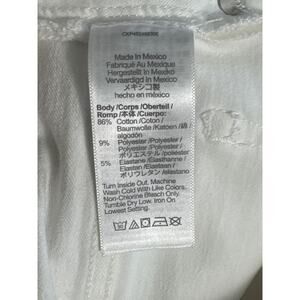 Made in Mexico
Fabriqué Au Mexique
Hergestellt In Mexiko
Vervaardigd in Mexico
メキシコ製
hecho en méxico
Body / Corps / Oberteil /
Romp / 本体 / Cuerpo:
86% Cotton / Coton /
Baumwolle / Katoen / 綿
algodón
9% Polyester / Polyester /
Polyester / Polyester /
ポリエステル / poliéster
5% Elastane / Elasthanne /
Elastan / Elastaan /
ポリウレタン / elastano
Turn Inside Out. Machine
Wash Cold With Like Colors.
Non-Chlorine Bleach Only.
Tumble Dry Low. Iron On
Lowest Setting.